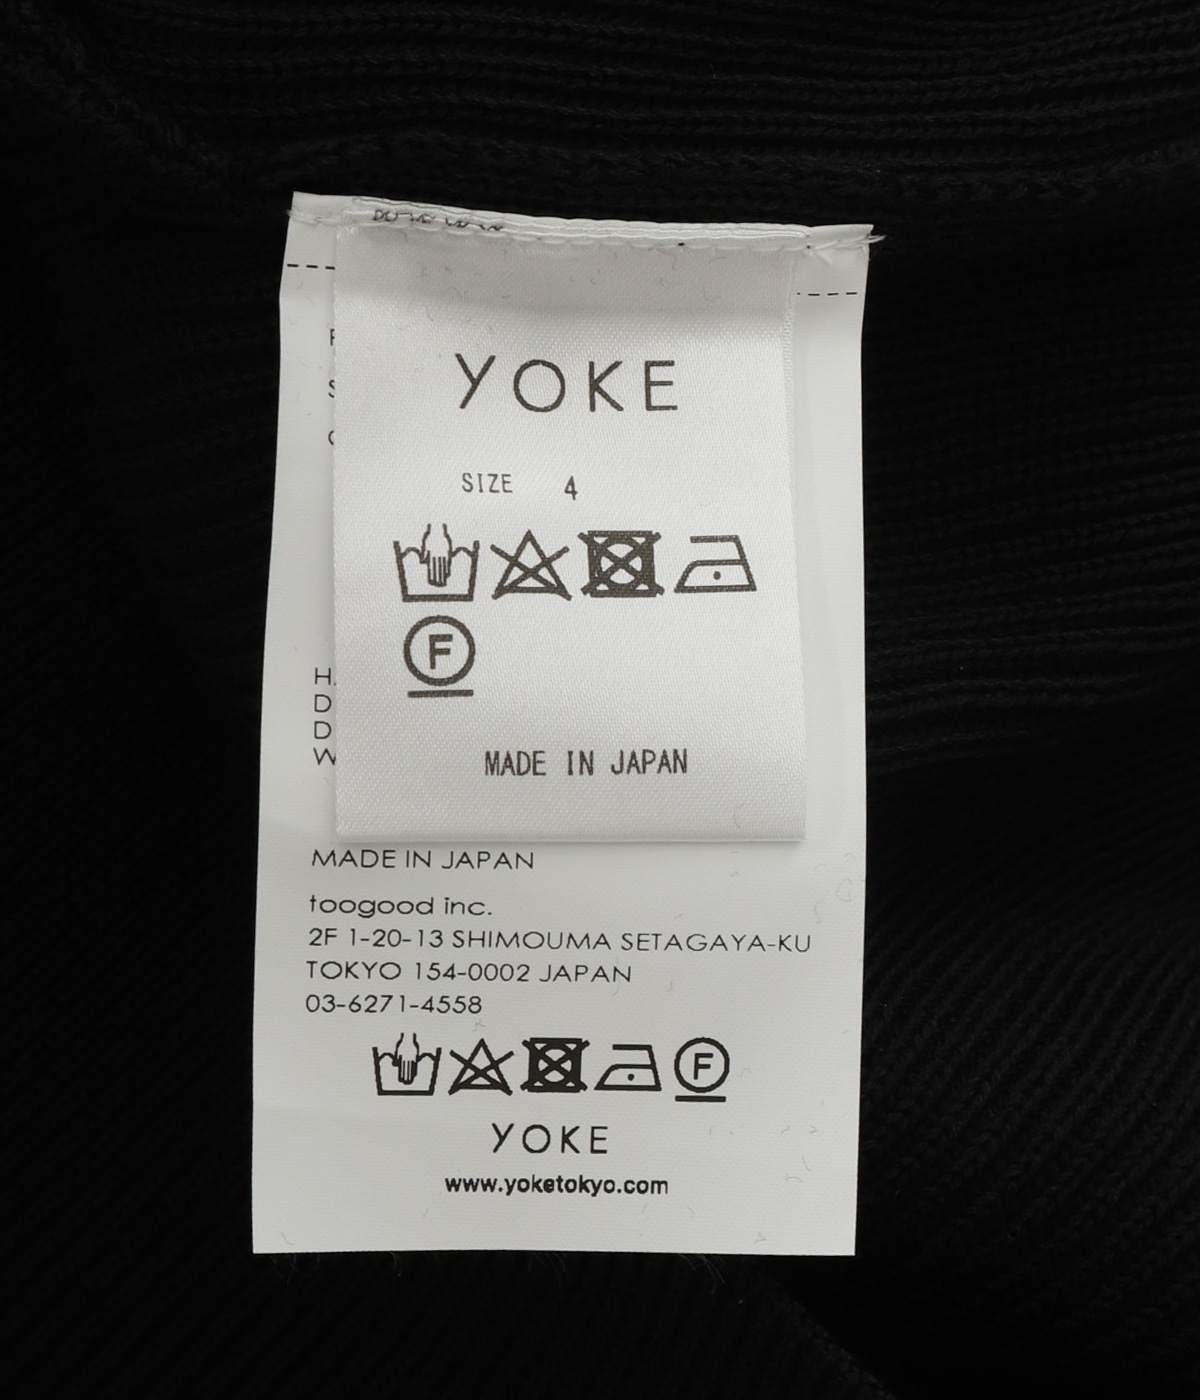 YOKE
SIZE 4
F
MADE IN JAPAN
MADE IN JAPAN
toogood inc.
2F 1-20-13 SHIMOUMA SETAGAYA-KU
TOKYO 154-0002 JAPAN
03-6271-4558
F
YOKE
www.yoketokyo.com